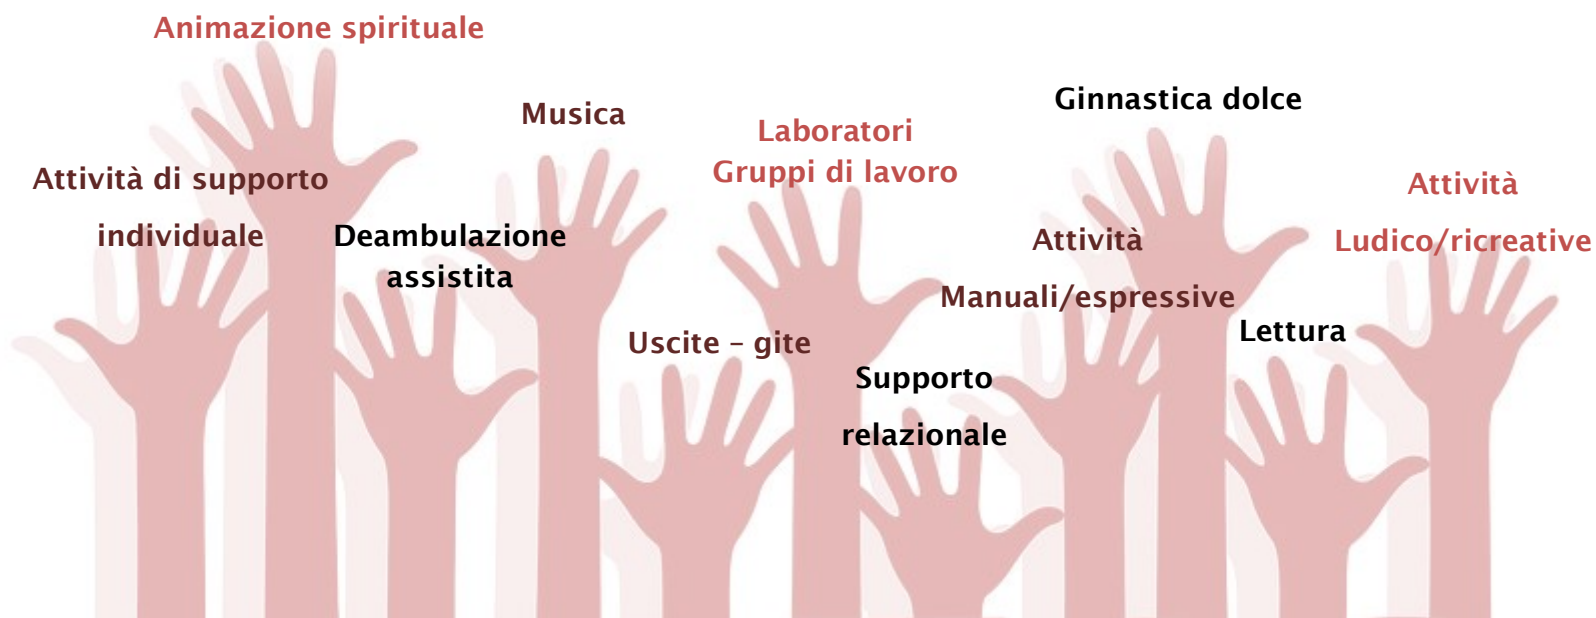 Animazione spirituale
Musica
Ginnastica dolce
Laboratori
Gruppi di lavoro
Attività di supporto
individuale
Deambulazione
assistita
Attività
Manuali/espressive
Attività
Ludico/ricreative
Uscite – gite
Lettura
Supporto
relazionale